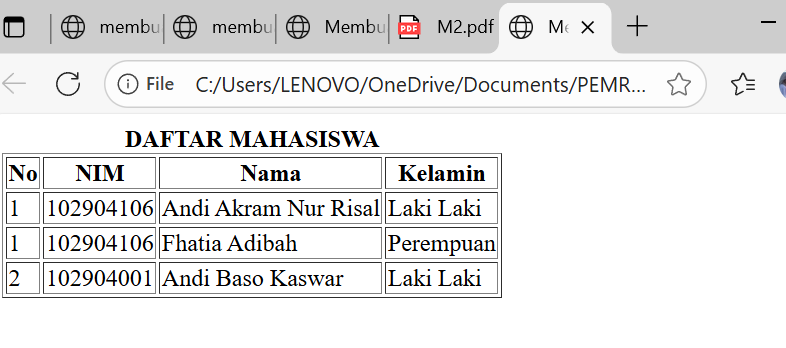 membu membu Membu M2.pdf Me
File C:/Users/LENOVO/OneDrive/Documents/PEMR...
DAFTAR MAHASISWA
No NIM Nama Kelamin
1 102904106 Andi Akram Nur Risal Laki Laki
1 102904106 Fhatia Adibah Perempuan
2 102904001 Andi Baso Kaswar Laki Laki